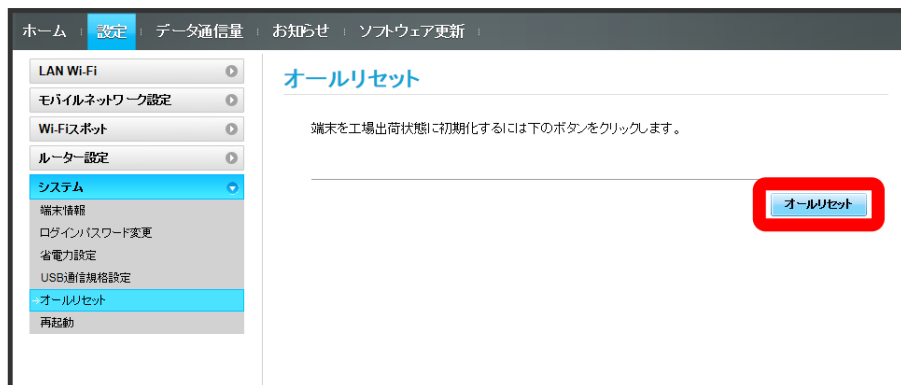 ホーム 設定 データ通信量 お知らせ ソフトウェア更新
LAN Wi-Fi
モバイルネットワーク設定
Wi-Fiスポット
ルーター設定
システム
端末情報
ログインパスワード変更
省電力設定
USB通信規格設定
オールリセット
再起動
オールリセット
端末を工場出荷状態に初期化するには下のボタンをクリックします。
オールリセット